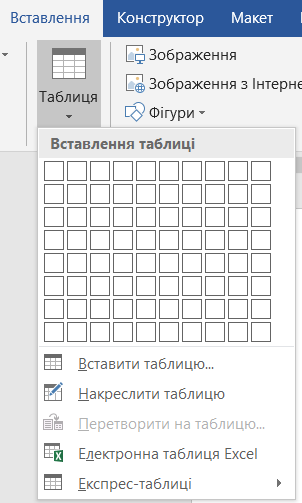 Вставлення Конструктор Макет
Таблиця
Зображення
Зображення з Інтерне
Фігури
Вставлення таблиці
Вставити таблицю...
Накреслити таблицю
Перетворити на таблицю...
Електронна таблиця Excel
Експрес-таблиці